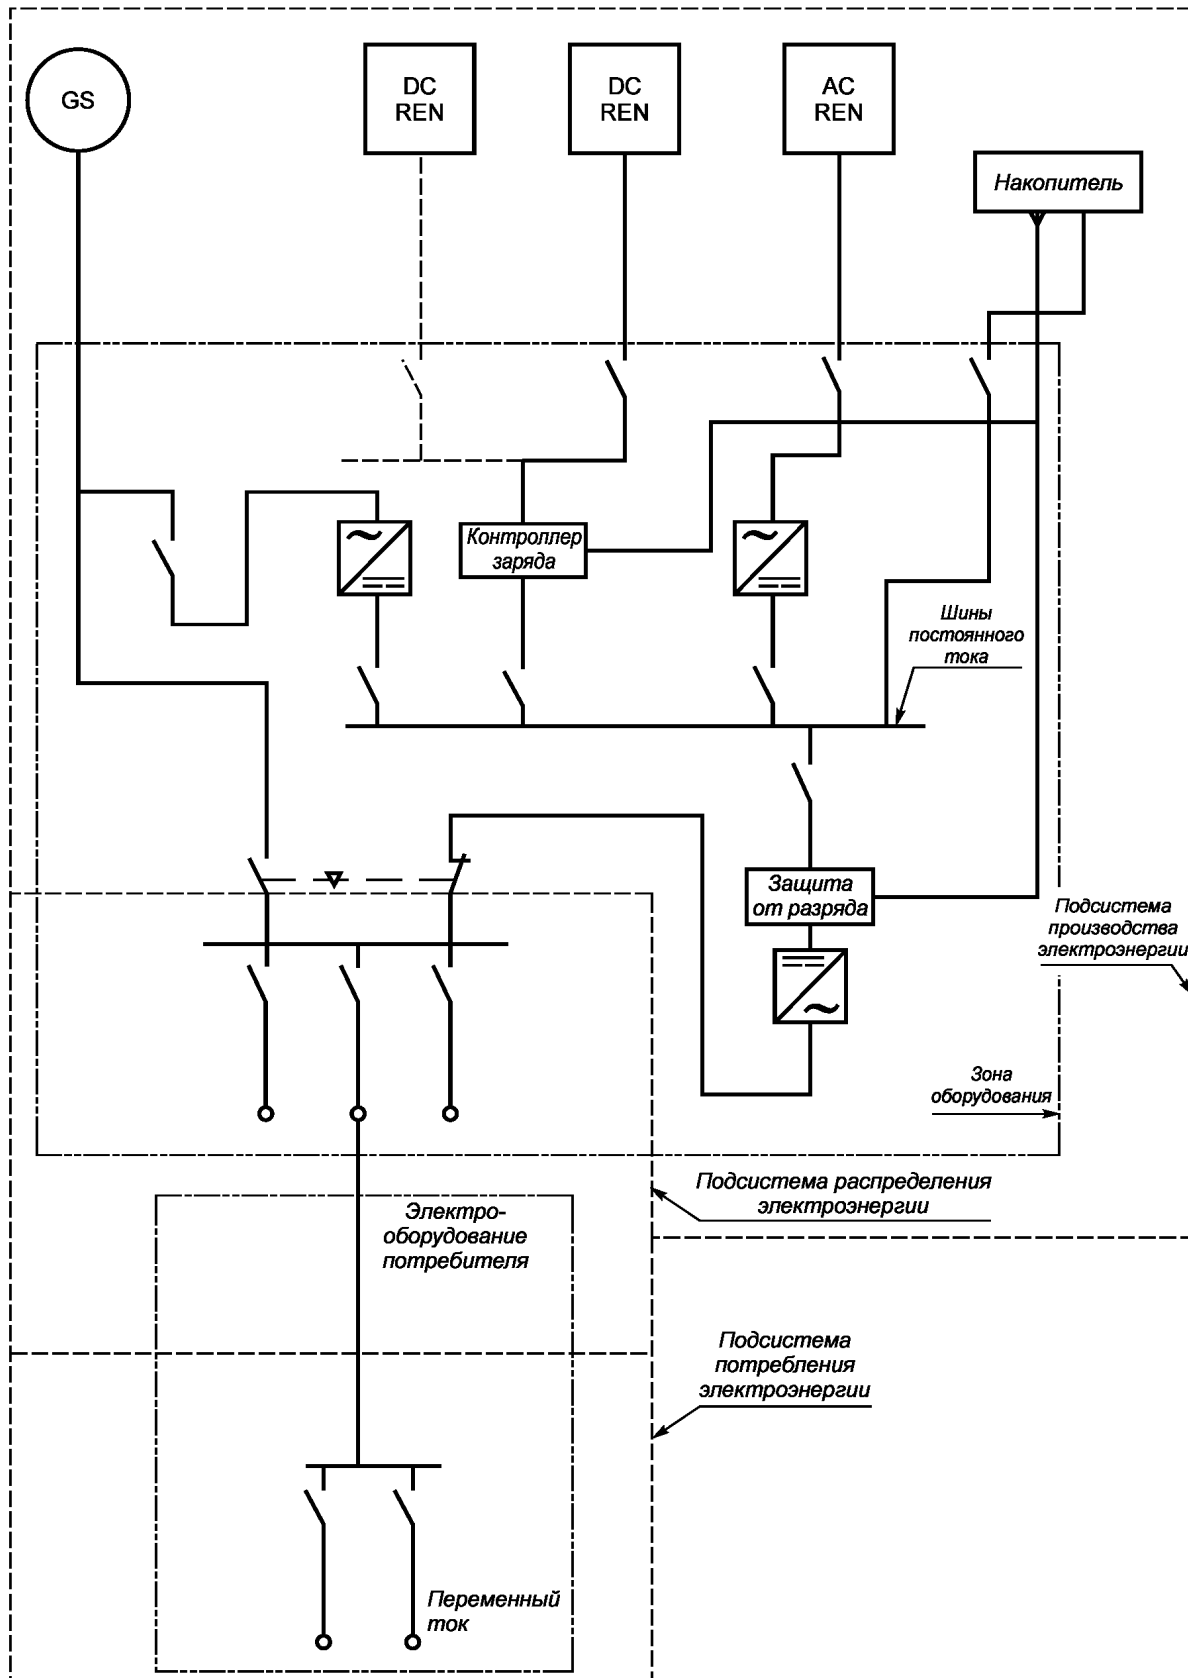 GS
DC
REN
DC
REN
AC
REN
Накопитель
Контроллер
заряда
Шины
постоянного
тока
Защита
от разряда
Подсистема
производства
электроэнергии
Зона
оборудования
Подсистема распределения
электроэнергии
Электро-
оборудование
потребителя
Подсистема
потребления
электроэнергии
Переменный
ток